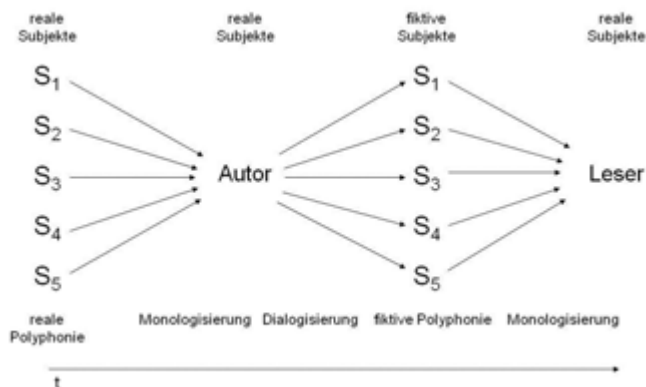 reale reale fiktive reale
Subjekte Subjekte Subjekte Subjekte
S1 S1
S2 S2
S3 Autor S3 Leser
S4 S4
S5 S5
reale Monologisierung Dialogisierung fiktive Polyphonie Monologisierung
Polyphonie
t